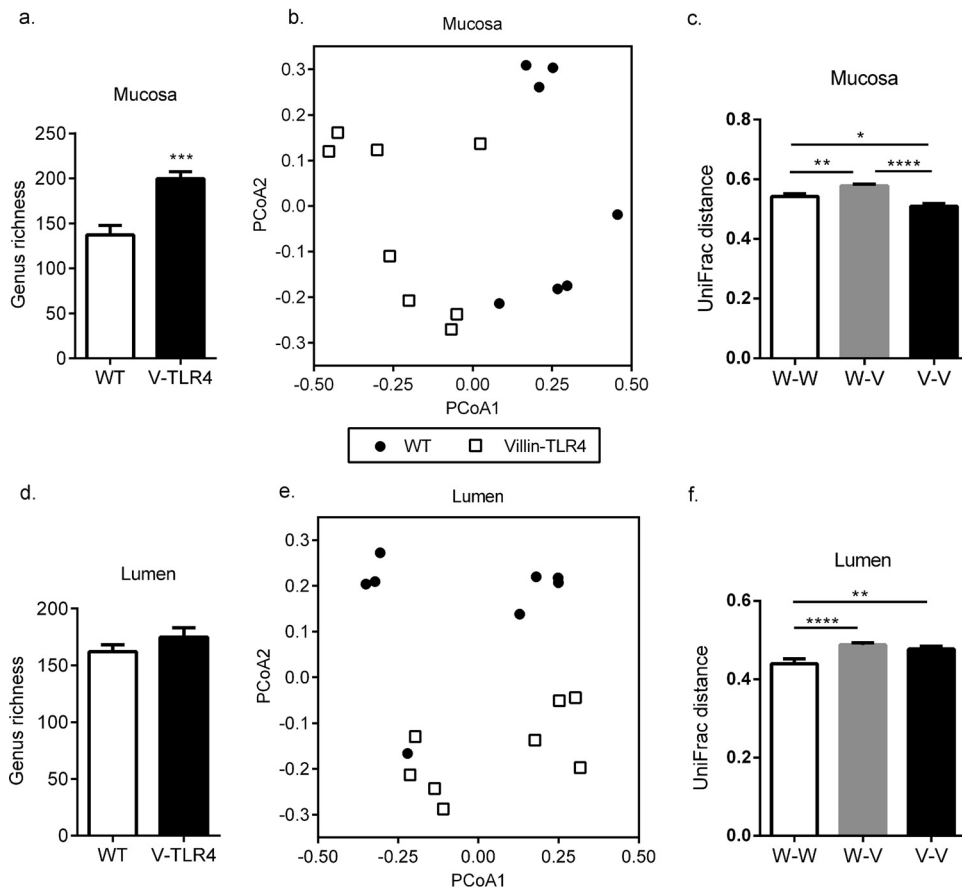 a.
Mucosa
Genus richness
250
200
150
100
50
0
***
WT V-TLR4
b.
Mucosa
PCoA2
0.3
0.2
0.1
0.0
-0.1
-0.2
-0.3
-0.50 -0.25 0.00 0.25 0.50
PCoA1
c.
Mucosa
UniFrac distance
0.8
0.6
0.4
0.2
0.0
*
** ****
W-W W-V V-V
WT Villin-TLR4
d.
Lumen
Genus richness
200
150
100
50
0
WT V-TLR4
e.
Lumen
PCoA2
0.3
0.2
0.1
0.0
-0.1
-0.2
-0.3
-0.50 -0.25 0.00 0.25 0.50
PCoA1
f.
Lumen
UniFrac distance
0.6
0.4
0.2
0.0
**
****
W-W W-V V-V